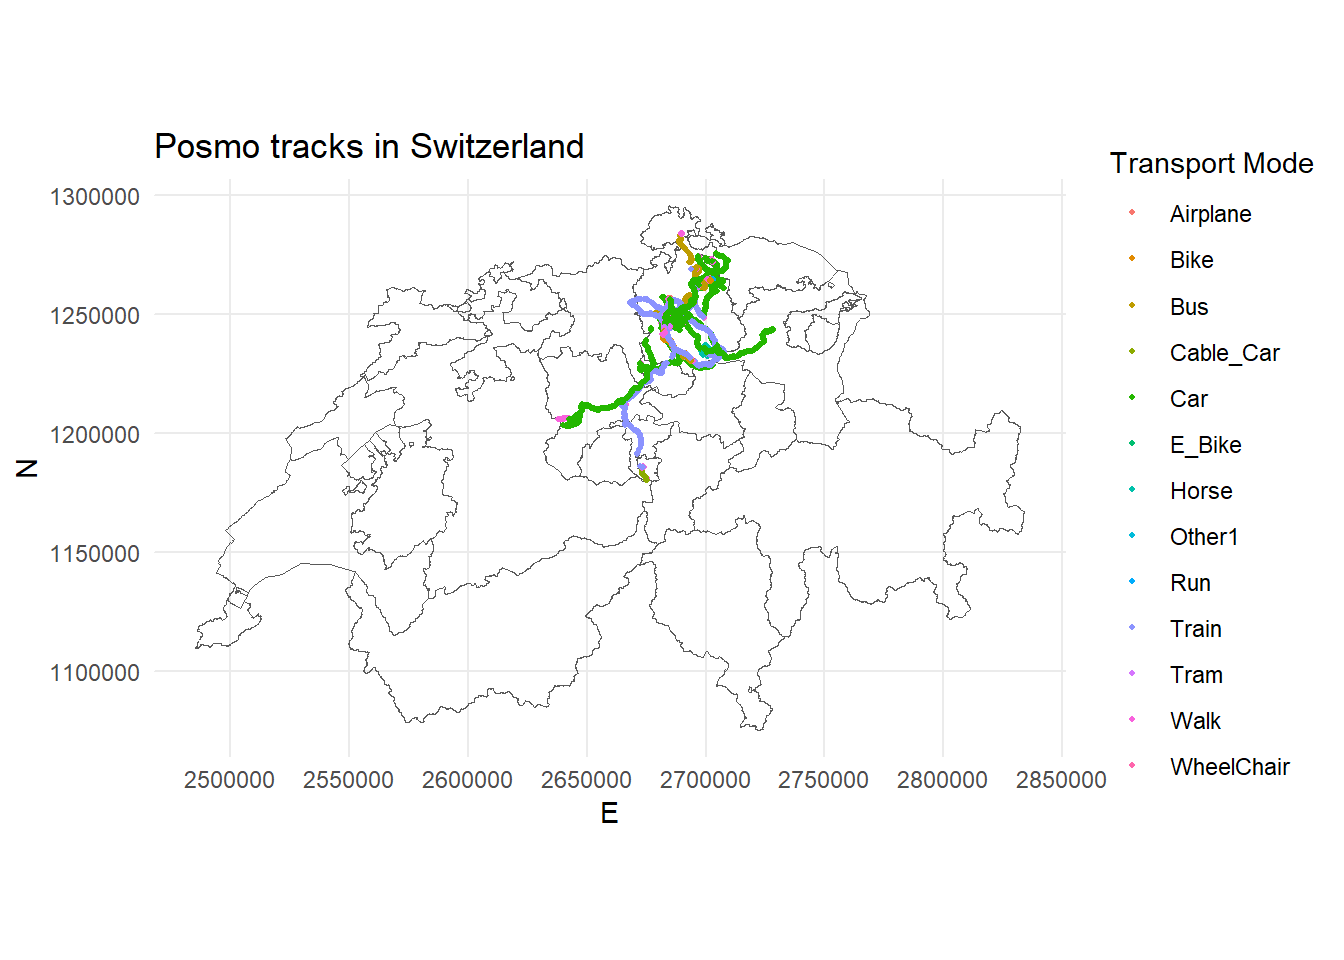 Posmo tracks in Switzerland
Transport Mode
Airplane
Bike
Bus
Cable_Car
Car
E_Bike
Horse
Other1
Run
Train
Tram
Walk
WheelChair
1300000
1250000
1200000
1150000
1100000
N
2500000 2550000 2600000 2650000 2700000 2750000 2800000 2850000
E